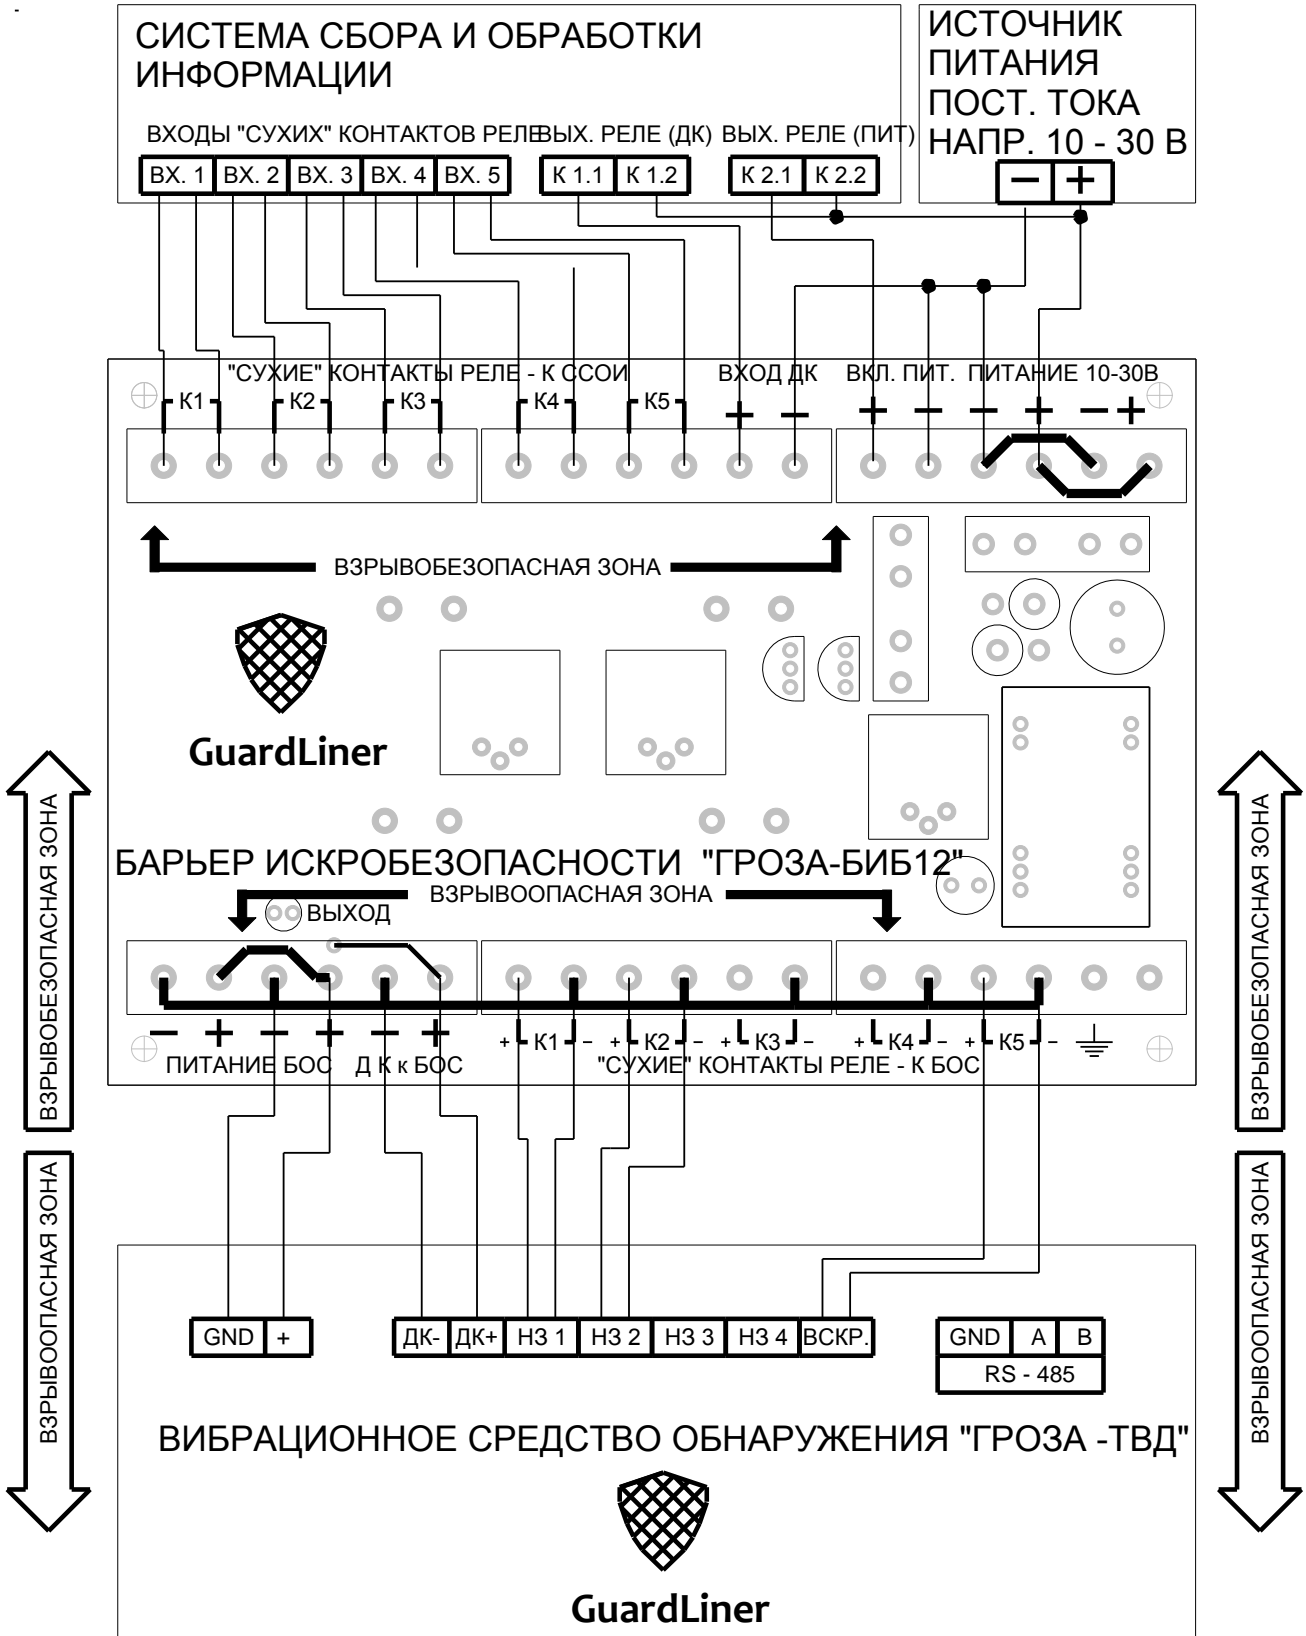 СИСТЕМА СБОРА И ОБРАБОТКИ
ИНФОРМАЦИИ
ВХОДЫ "СУХИХ" КОНТАКТОВ РЕЛЕ
ВЫХ. РЕЛЕ (ДК)
ВЫХ. РЕЛЕ (ПИТ)
ВХ. 1 ВХ. 2 ВХ. 3 ВХ. 4 ВХ. 5
К 1.1 К 1.2
К 2.1 К 2.2
ИСТОЧНИК
ПИТАНИЯ
ПОСТ. ТОКА
НАПР. 10 - 30 В
− +
"СУХИЕ" КОНТАКТЫ РЕЛЕ - К ССОИ
ВХОД ДК
ВКЛ. ПИТ.
ПИТАНИЕ 10-30В
К1 К2 К3 К4 К5 + − + − − + − +
ВЗРЫВОБЕЗОПАСНАЯ ЗОНА
GuardLiner
БАРЬЕР ИСКРОБЕЗОПАСНОСТИ "ГРОЗА-БИБ12"
ВЗРЫВООПАСНАЯ ЗОНА
ВЫХОД
− + − + − +
+ К1 − + К2 − + К3 − + К4 − + К5 −
ПИТАНИЕ БОС
Д К к БОС
"СУХИЕ" КОНТАКТЫ РЕЛЕ - К БОС
ВЗРЫВОБЕЗОПАСНАЯ ЗОНА
ВЗРЫВООПАСНАЯ ЗОНА
ВЗРЫВОБЕЗОПАСНАЯ ЗОНА
ВЗРЫВООПАСНАЯ ЗОНА
GND +
ДК- ДК+ НЗ 1 НЗ 2 НЗ 3 НЗ 4 ВСКР.
GND A B
RS - 485
ВИБРАЦИОННОЕ СРЕДСТВО ОБНАРУЖЕНИЯ "ГРОЗА -ТВД"
GuardLiner